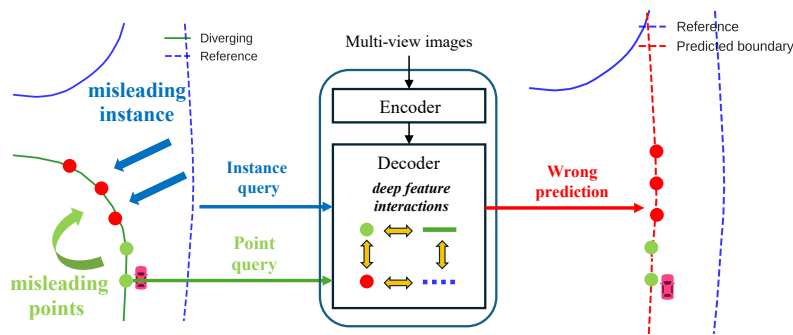 Diverging
Reference
misleading
instance
misleading
points
Instance
query
Point
query
Multi-view images
Encoder
Decoder
deep feature
interactions
Wrong
prediction
Reference
Predicted boundary